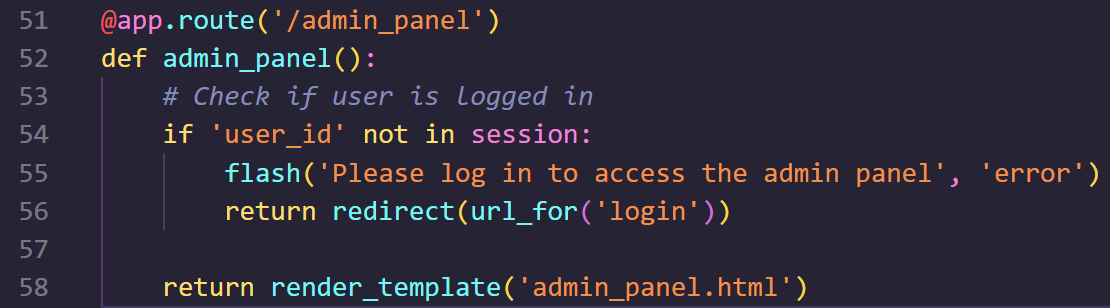 51 @app.route('/admin_panel')
52 def admin_panel():
53     # Check if user is logged in
54     if 'user_id' not in session:
55         flash('Please log in to access the admin panel', 'error')
56         return redirect(url_for('login'))
57
58     return render_template('admin_panel.html')